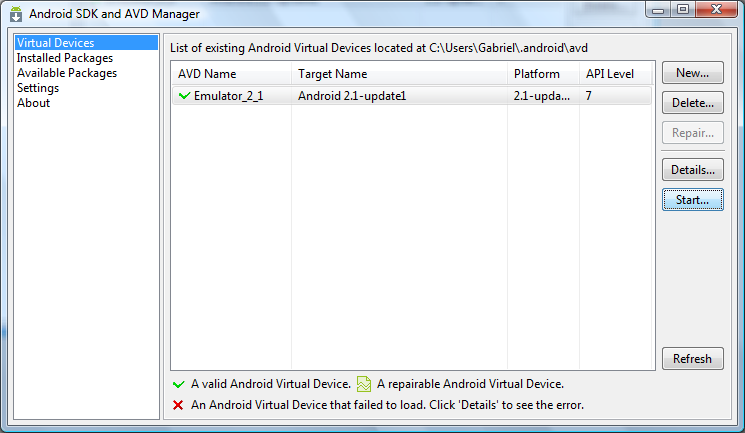 Android SDK and AVD Manager
Virtual Devices
Installed Packages
Available Packages
Settings
About
List of existing Android Virtual Devices located at C:\Users\Gabriel\.android\avd
AVD Name Target Name Platform API Level
Emulator_2_1 Android 2.1-update1 2.1-upda... 7
New...
Delete...
Repair...
Details...
Start...
Refresh
A valid Android Virtual Device. A repairable Android Virtual Device.
An Android Virtual Device that failed to load. Click 'Details' to see the error.